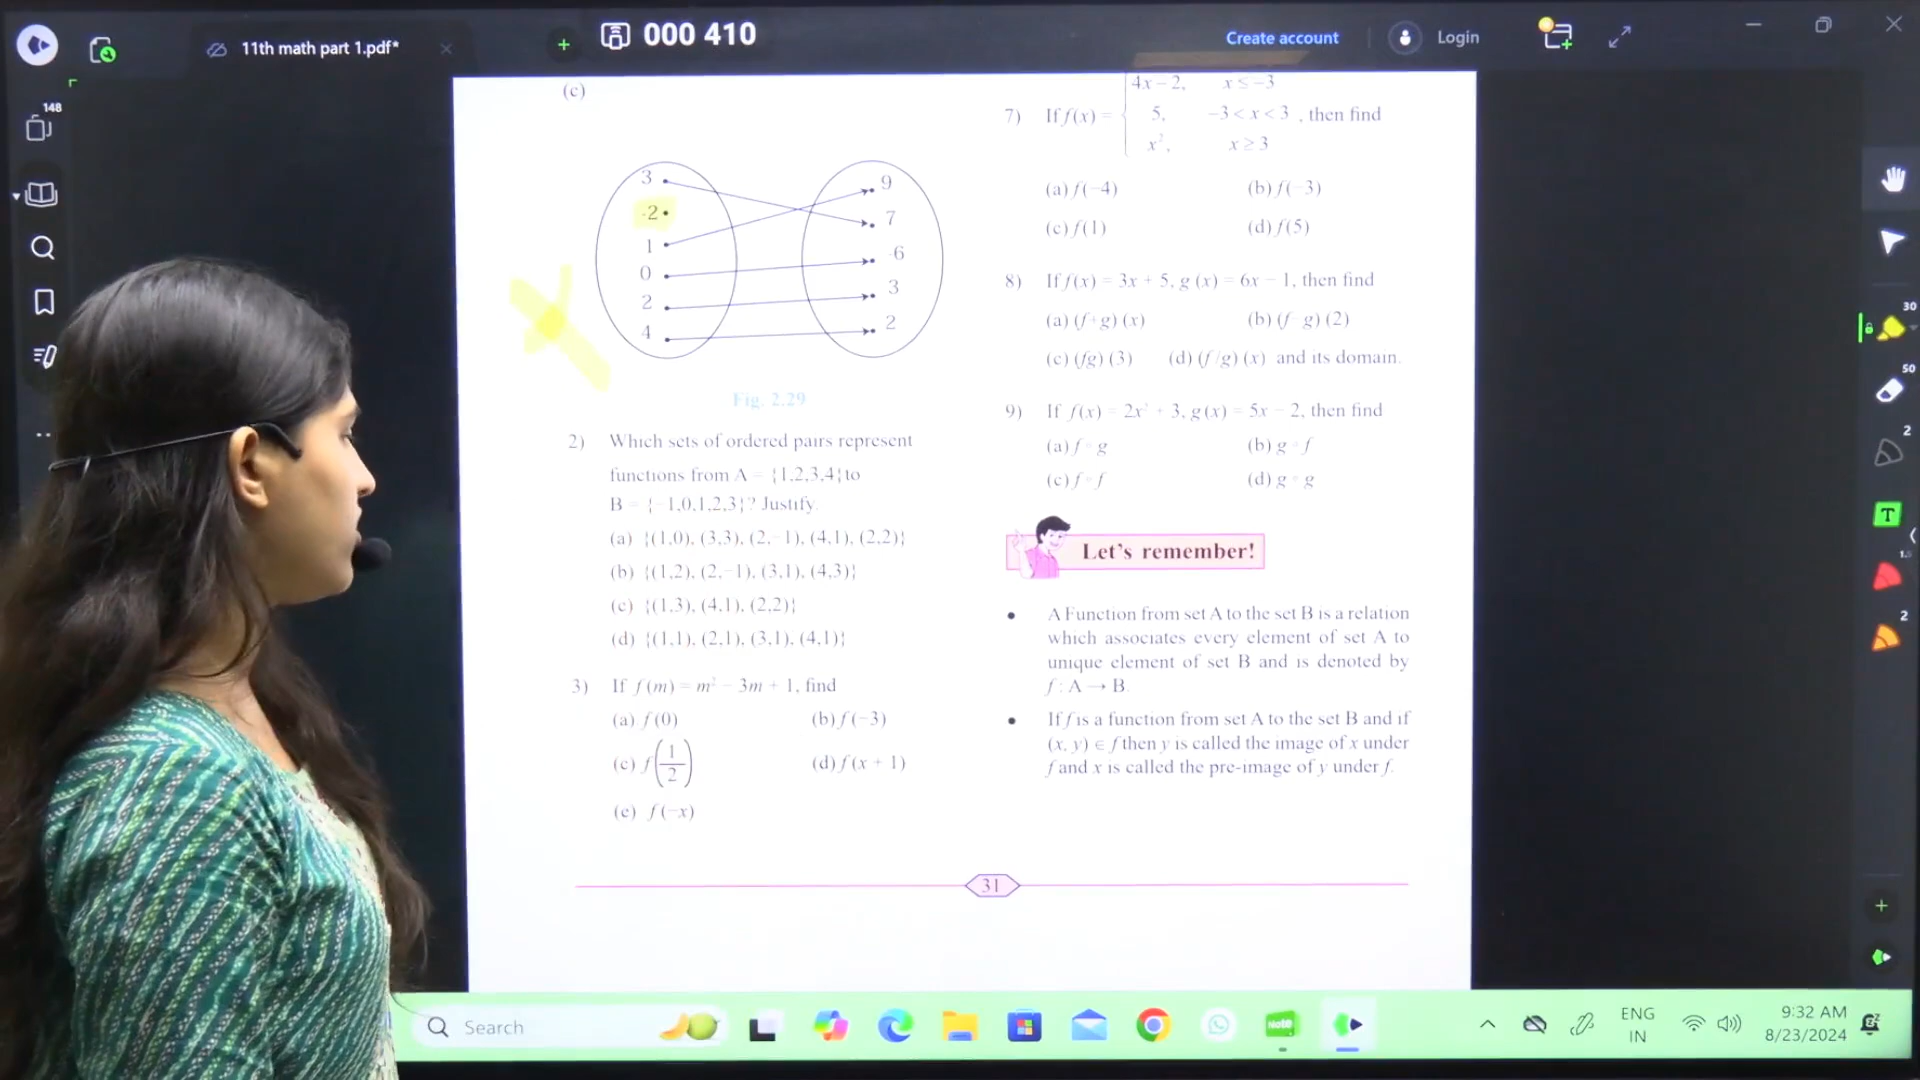 000 410
11th math part 1.pdf*
Create account
Login
148
(c)
3
-2
1
0
2
4
9
7
-6
3
2
Fig. 2.29
2) Which sets of ordered pairs represent
functions from A = {1,2,3,4} to
B = {−1,0,1,2,3}? Justify.
(a) {(1,0), (3,3), (2,−1), (4,1), (2,2)}
(b) {(1,2), (2,−1), (3,1), (4,3)}
(c) {(1,3), (4,1), (2,2)}
(d) {(1,1), (2,1), (3,1), (4,1)}
3) If f (m) = m² − 3m + 1, find
(a) f (0) (b) f (−3)
(c) f (1/2) (d) f (x + 1)
(e) f (−x)
4x − 2, x ≤ −3
7) If f (x) = 5, −3 < x < 3 , then find
x², x ≥ 3
(a) f(−4) (b) f(−3)
(c) f(1) (d) f(5)
8) If f (x) = 3x + 5, g (x) = 6x − 1, then find
(a) (f+g) (x) (b) (f g) (2)
(c) (fg) (3) (d) (f /g) (x) and its domain.
9) If f (x) = 2x² + 3, g (x) = 5x − 2, then find
(a) f ∘ g (b) g ∘ f
(c) f ∘ f (d) g ∘ g
Let's remember!
• A Function from set A to the set B is a relation
which associates every element of set A to
unique element of set B and is denoted by
f : A → B.
• If f is a function from set A to the set B and if
(x, y) ∈ f then y is called the image of x under
f and x is called the pre-image of y under f.
31
30
50
2
T
1.5
2
Search
Note
ENG
IN
9:32 AM
8/23/2024